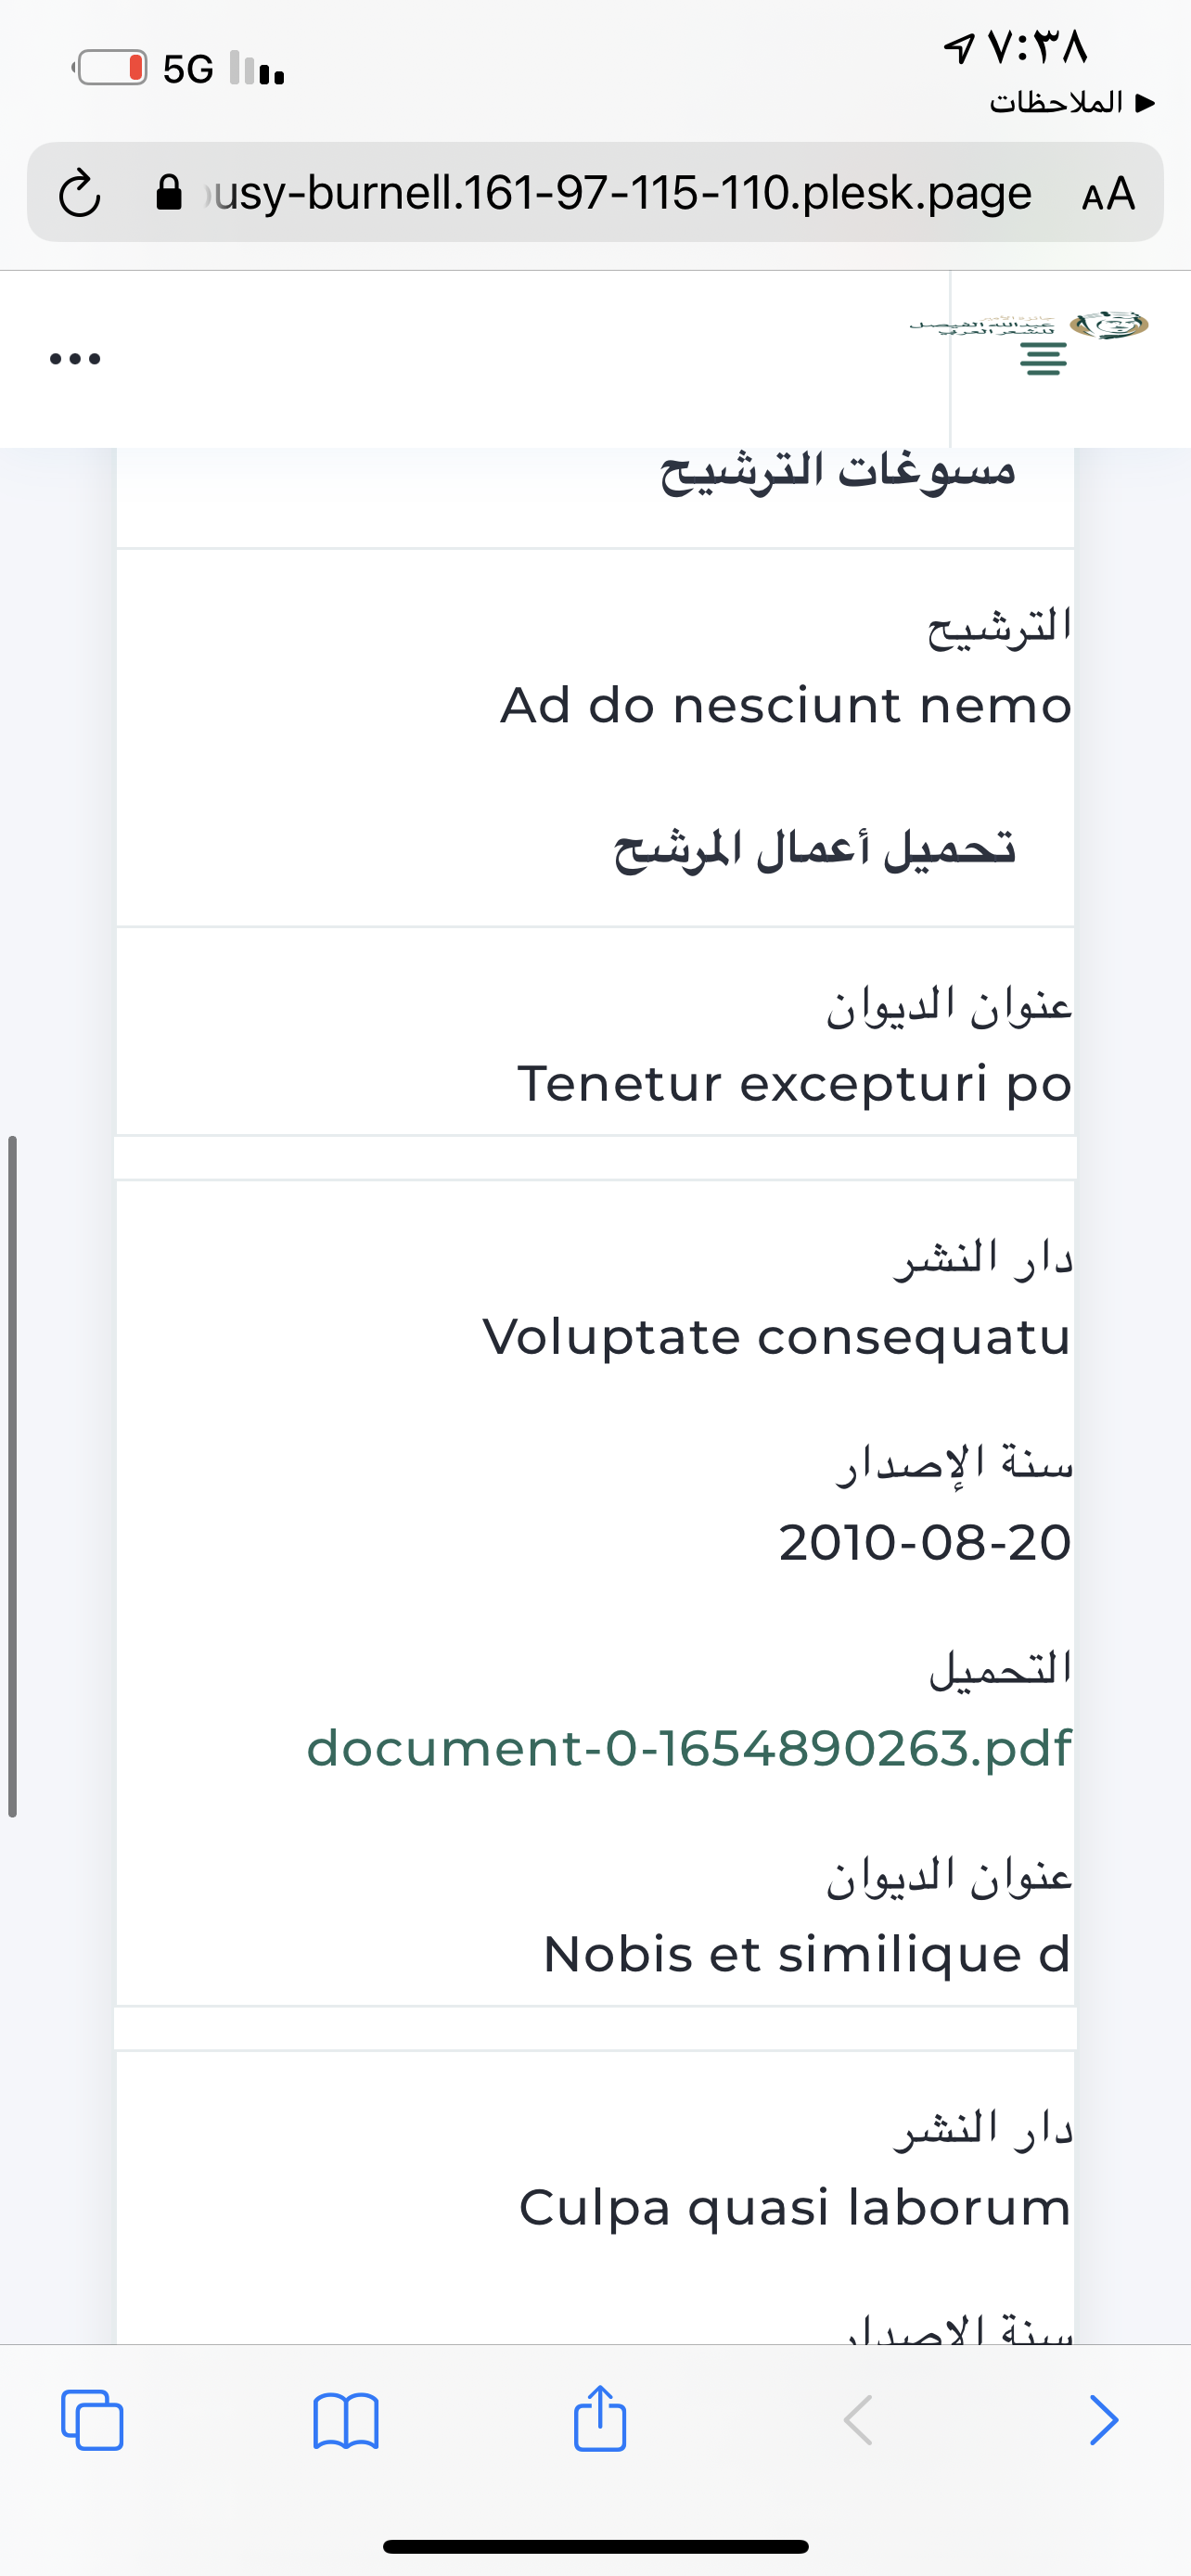 ٧:٣٨
5G
الملاحظات
usy-burnell.161-97-115-110.plesk.page
AA
جائزة الأمير
عبدالله الفيصل
للشعر العربي
مسوغات الترشيح
الترشيح
Ad do nesciunt nemo
تحميل أعمال المرشح
عنوان الديوان
Tenetur excepturi po
دار النشر
Voluptate consequatu
سنة الإصدار
2010-08-20
التحميل
document-0-1654890263.pdf
عنوان الديوان
Nobis et similique d
دار النشر
Culpa quasi laborum
سنة الإصدار